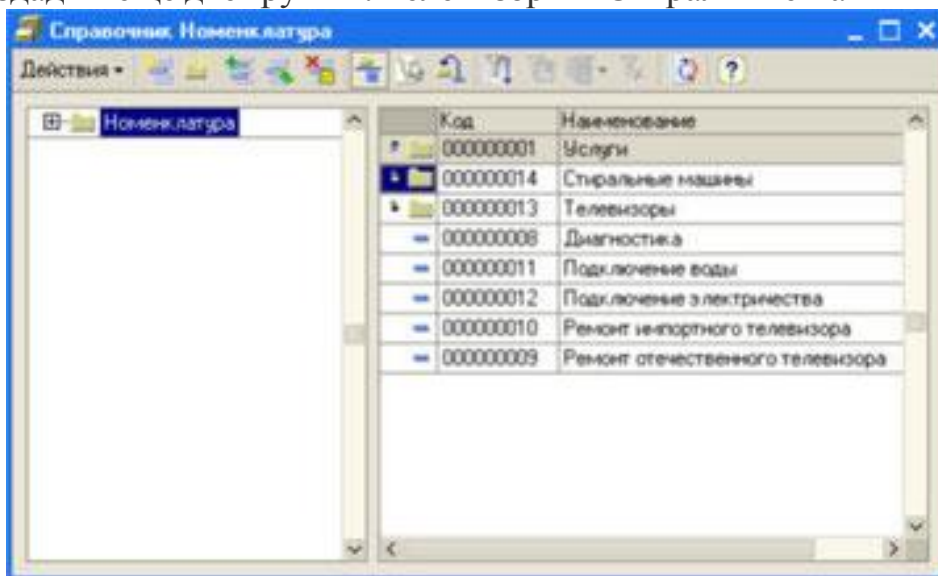 Справочник Номенклатура
Действия
Номенклатура
Код Наименование
000000001 Услуги
000000014 Стиральные машины
000000013 Телевизоры
000000008 Диагностика
000000011 Подключение воды
000000012 Подключение электричества
000000010 Ремонт импортного телевизора
000000009 Ремонт отечественного телевизора